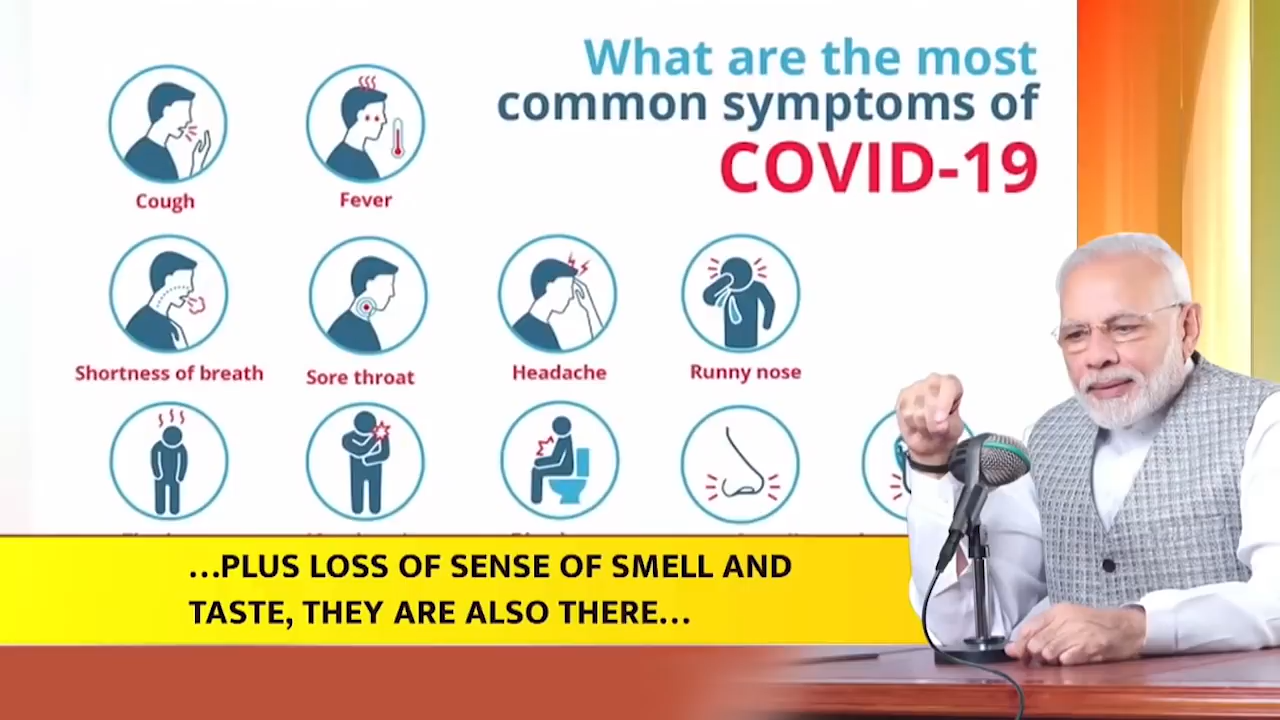 What are the most
common symptoms of
COVID-19
Cough
Fever
Shortness of breath
Sore throat
Headache
Runny nose
...PLUS LOSS OF SENSE OF SMELL AND
TASTE, THEY ARE ALSO THERE...